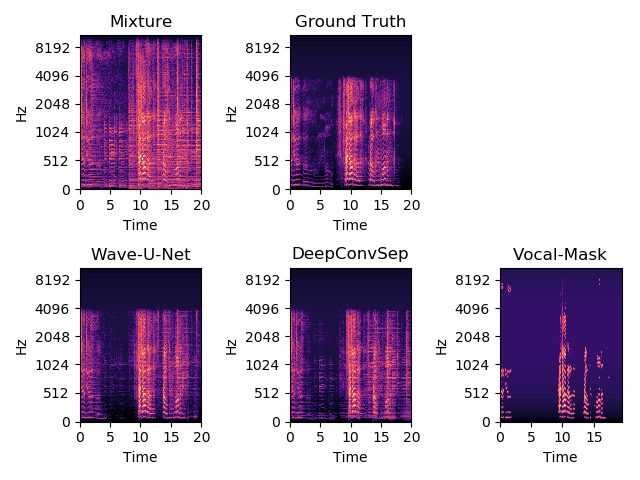 Mixture
Ground Truth
8192
4096
2048
1024
512
0
Hz
0 5 10 15 20
Time
8192
4096
2048
1024
512
0
Hz
0 5 10 15 20
Time
Wave-U-Net
DeepConvSep
Vocal-Mask
8192
4096
2048
1024
512
0
Hz
0 5 10 15 20
Time
8192
4096
2048
1024
512
0
Hz
0 5 10 15 20
Time
8192
4096
2048
1024
512
0
Hz
0 5 10 15
Time